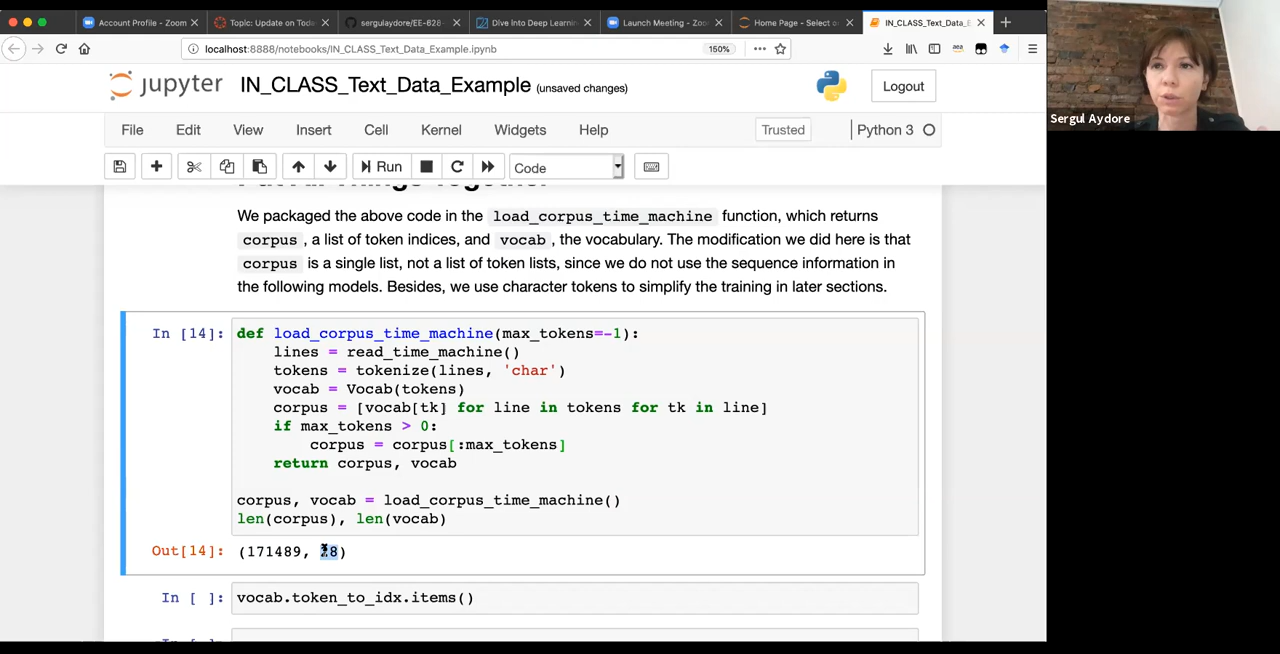 Account Profile - Zoom
Topic: Update on Toda
sergulaydore/EE-628-
Dive Into Deep Learnin
Launch Meeting - Zoo
Home Page - Select o
IN_CLASS_Text_Data_E
localhost:8888/notebooks/IN_CLASS_Text_Data_Example.ipynb
150%
jupyter IN_CLASS_Text_Data_Example (unsaved changes)
Logout
Sergul Aydore
File Edit View Insert Cell Kernel Widgets Help
Trusted
Python 3
Run
Code
Put All Things Together
We packaged the above code in the load_corpus_time_machine function, which returns
corpus , a list of token indices, and vocab , the vocabulary. The modification we did here is that
corpus is a single list, not a list of token lists, since we do not use the sequence information in
the following models. Besides, we use character tokens to simplify the training in later sections.
In [14]: def load_corpus_time_machine(max_tokens=-1):
lines = read_time_machine()
tokens = tokenize(lines, 'char')
vocab = Vocab(tokens)
corpus = [vocab[tk] for line in tokens for tk in line]
if max_tokens > 0:
corpus = corpus[:max_tokens]
return corpus, vocab
corpus, vocab = load_corpus_time_machine()
len(corpus), len(vocab)
Out[14]: (171489, 28)
In [ ]: vocab.token_to_idx.items()
In [ ]: